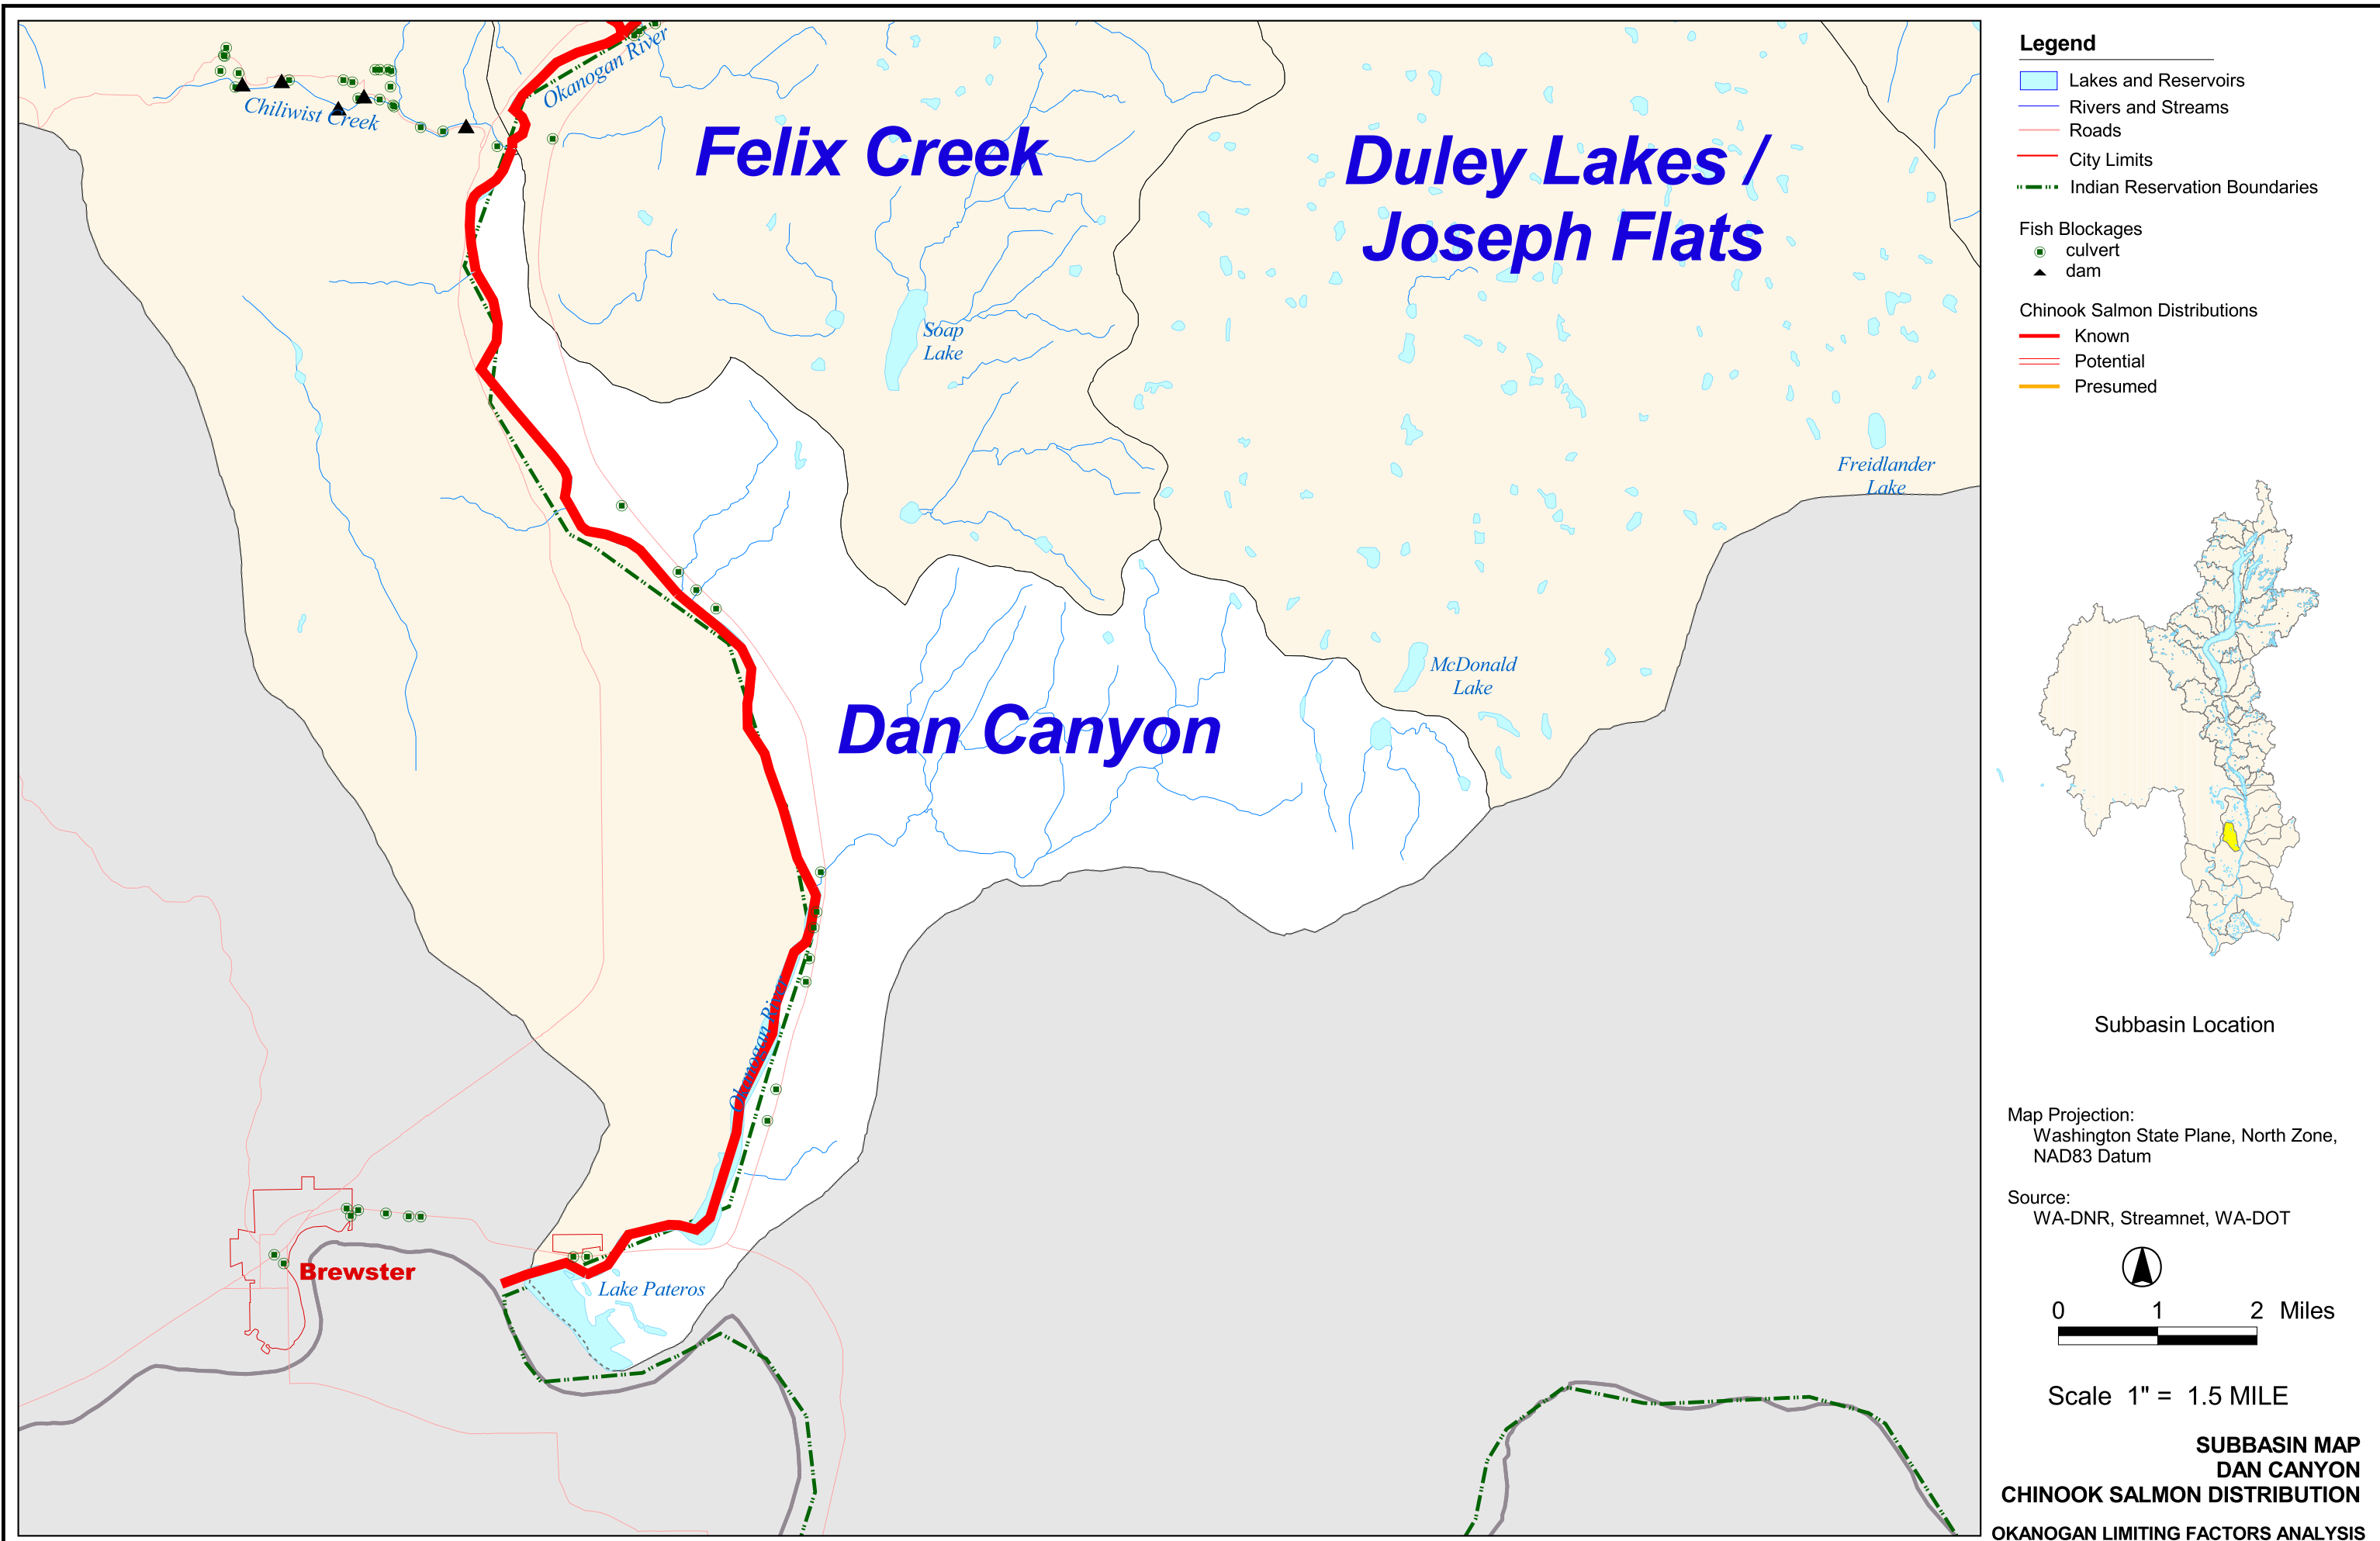 Okanogan River
Chiliwist Creek
Felix Creek
Duley Lakes /
Joseph Flats
Soap
Lake
Freidlander
Lake
McDonald
Lake
Dan Canyon
Okanogan River
Brewster
Lake Pateros
Legend
Lakes and Reservoirs
Rivers and Streams
Roads
City Limits
Indian Reservation Boundaries
Fish Blockages
culvert
dam
Chinook Salmon Distributions
Known
Potential
Presumed
Subbasin Location
Map Projection:
Washington State Plane, North Zone,
NAD83 Datum
Source:
WA-DNR, Streamnet, WA-DOT
0 1 2 Miles
Scale 1" = 1.5 MILE
SUBBASIN MAP
DAN CANYON
CHINOOK SALMON DISTRIBUTION
OKANOGAN LIMITING FACTORS ANALYSIS